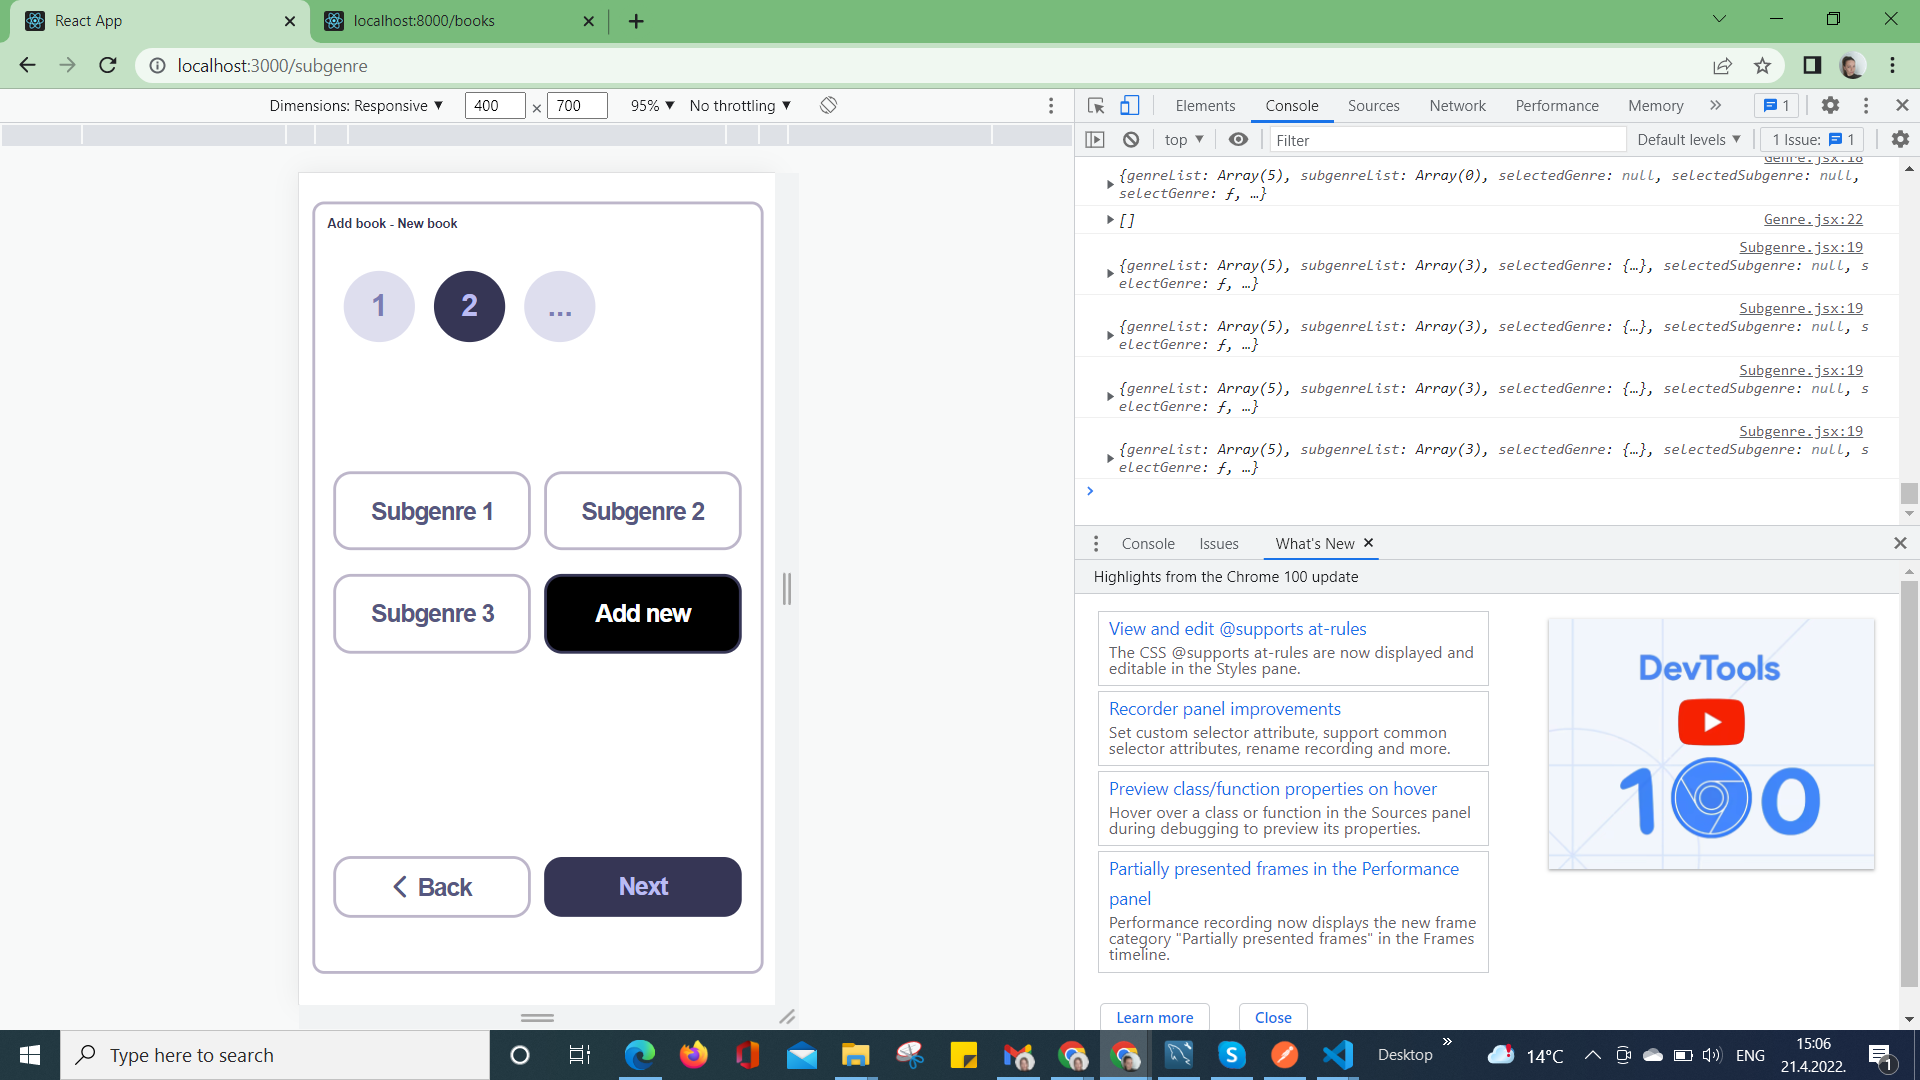 React App
localhost:8000/books
localhost:3000/subgenre
Dimensions: Responsive 400 × 700 95% No throttling
Elements Console Sources Network Performance Memory 1
top Filter Default levels 1 Issue: 1
Add book - New book
1 2 ...
Subgenre 1 Subgenre 2
Subgenre 3 Add new
Back Next
Genre.jsx:18
{genreList: Array(5), subgenreList: Array(0), selectedGenre: null, selectedSubgenre: null,
selectGenre: ƒ, …}
[] Genre.jsx:22
Subgenre.jsx:19
{genreList: Array(5), subgenreList: Array(3), selectedGenre: {…}, selectedSubgenre: null, s
electGenre: ƒ, …}
Subgenre.jsx:19
{genreList: Array(5), subgenreList: Array(3), selectedGenre: {…}, selectedSubgenre: null, s
electGenre: ƒ, …}
Subgenre.jsx:19
{genreList: Array(5), subgenreList: Array(3), selectedGenre: {…}, selectedSubgenre: null, s
electGenre: ƒ, …}
Subgenre.jsx:19
{genreList: Array(5), subgenreList: Array(3), selectedGenre: {…}, selectedSubgenre: null, s
electGenre: ƒ, …}
Console Issues What's New
Highlights from the Chrome 100 update
View and edit @supports at-rules
The CSS @supports at-rules are now displayed and
editable in the Styles pane.
Recorder panel improvements
Set custom selector attribute, support common
selector attributes, rename recording and more.
Preview class/function properties on hover
Hover over a class or function in the Sources panel
during debugging to preview its properties.
Partially presented frames in the Performance
panel
Performance recording now displays the new frame
category "Partially presented frames" in the Frames
timeline.
DevTools
100
Learn more Close
Type here to search
Desktop
14°C
ENG
15:06
21.4.2022.
1